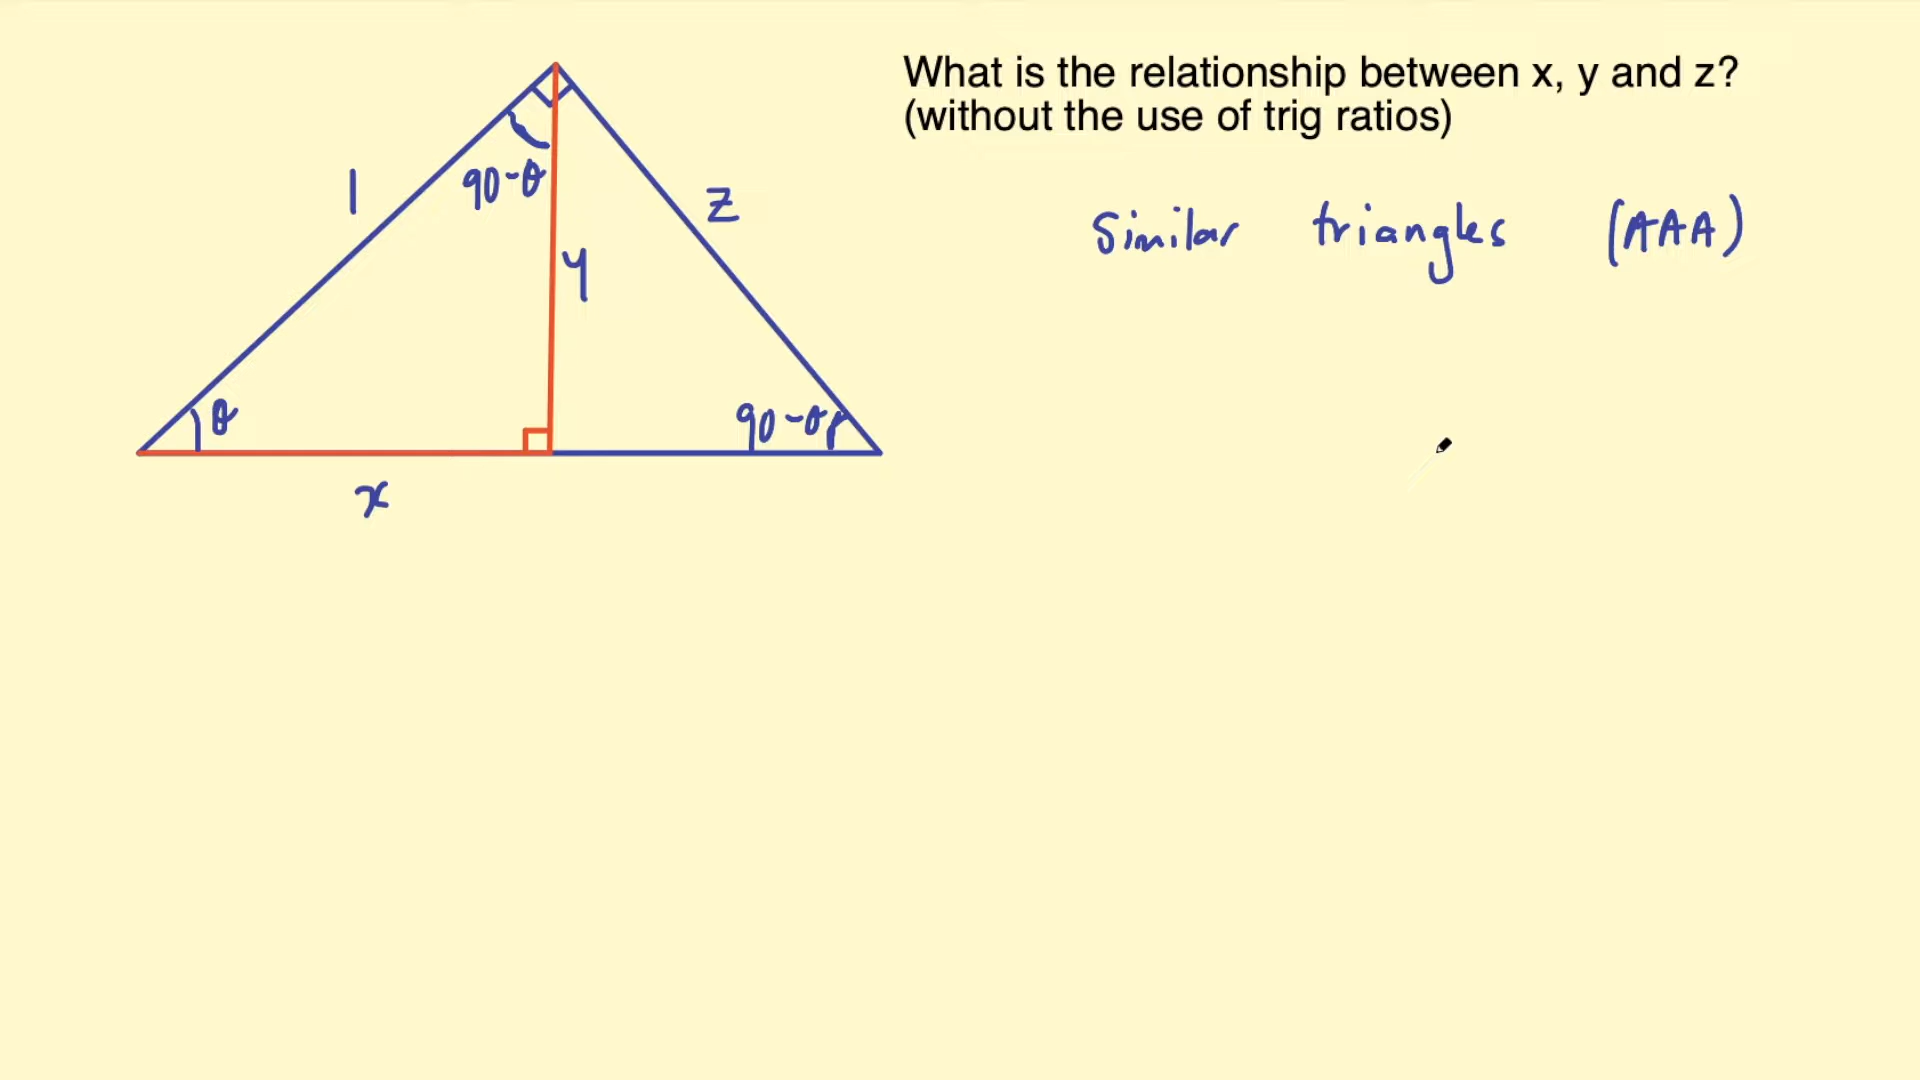 What is the relationship between x, y and z?
(without the use of trig ratios)
1
90-θ
z
Similar triangles (AAA)
y
θ
90-θ
x